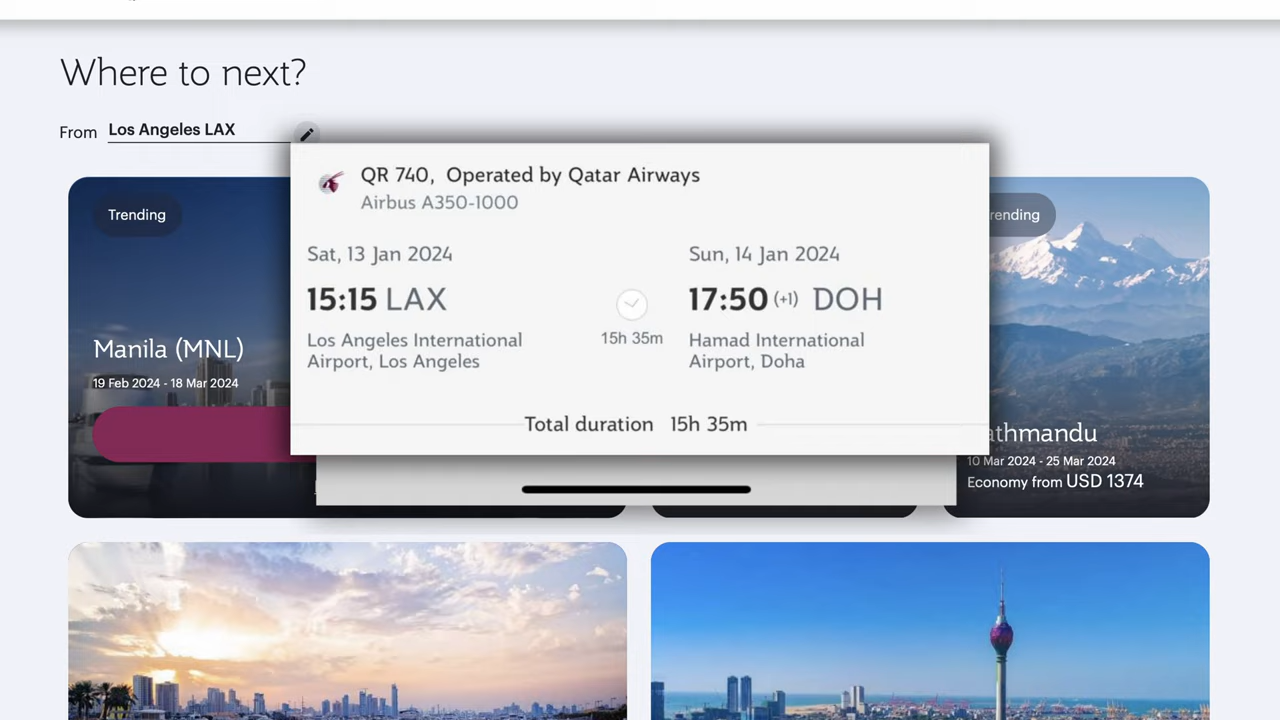 Where to next?
From Los Angeles LAX
Trending
Manila (MNL)
19 Feb 2024 - 18 Mar 2024
QR 740, Operated by Qatar Airways
Airbus A350-1000
Sat, 13 Jan 2024
15:15 LAX
Los Angeles International
Airport, Los Angeles
15h 35m
Sun, 14 Jan 2024
17:50 (+1) DOH
Hamad International
Airport, Doha
Total duration 15h 35m
rending
athmandu
10 Mar 2024 - 25 Mar 2024
Economy from USD 1374